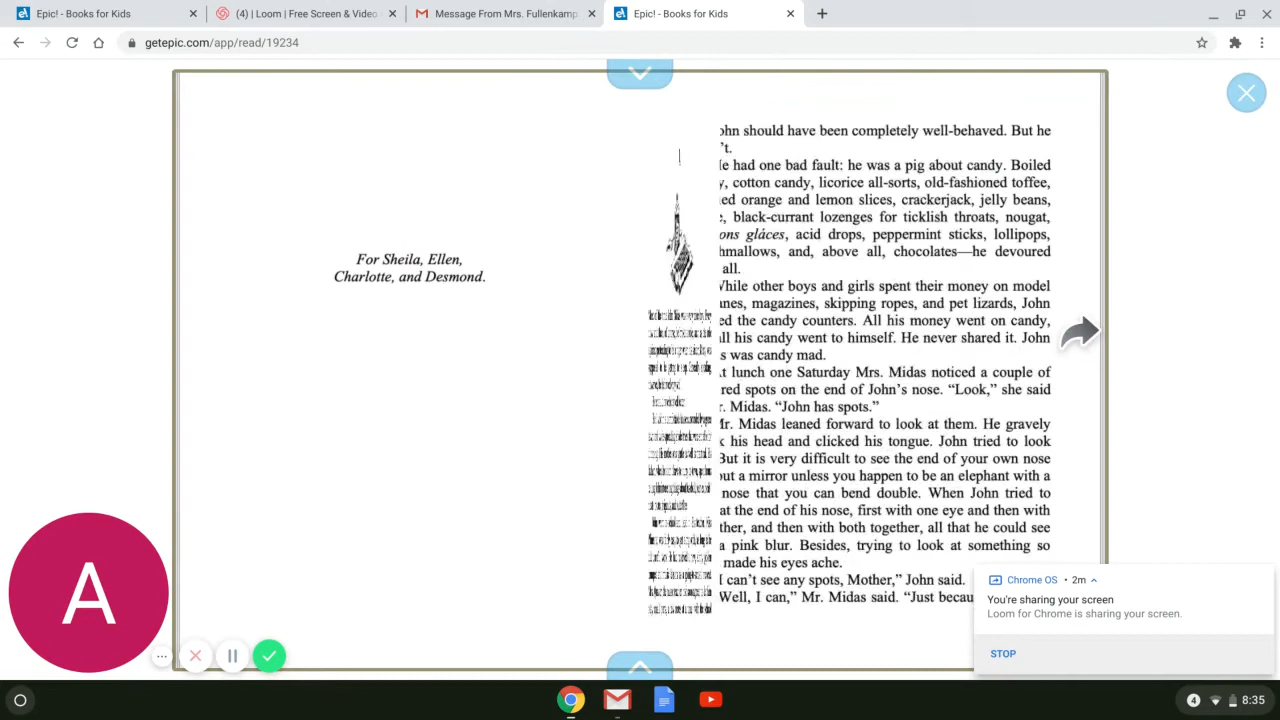 Epic! - Books for Kids
(4) | Loom | Free Screen & Video
Message From Mrs. Fullenkamp
Epic! - Books for Kids
getepic.com/app/read/19234
For Sheila, Ellen,
Charlotte, and Desmond.
ohn should have been completely well-behaved. But he
't.
e had one bad fault: he was a pig about candy. Boiled
y, cotton candy, licorice all-sorts, old-fashioned toffee,
ed orange and lemon slices, crackerjack, jelly beans,
e, black-currant lozenges for ticklish throats, nougat,
ons gláces, acid drops, peppermint sticks, lollipops,
hmallows, and, above all, chocolates—he devoured
all.
While other boys and girls spent their money on model
anes, magazines, skipping ropes, and pet lizards, John
ed the candy counters. All his money went on candy,
ll his candy went to himself. He never shared it. John
s was candy mad.
At lunch one Saturday Mrs. Midas noticed a couple of
red spots on the end of John's nose. "Look," she said
r. Midas. "John has spots."
Mr. Midas leaned forward to look at them. He gravely
k his head and clicked his tongue. John tried to look
But it is very difficult to see the end of your own nose
out a mirror unless you happen to be an elephant with a
nose that you can bend double. When John tried to
at the end of his nose, first with one eye and then with
ther, and then with both together, all that he could see
a pink blur. Besides, trying to look at something so
made his eyes ache.
I can't see any spots, Mother," John said.
Well, I can," Mr. Midas said. "Just becau
A
Chrome OS • 2m
You're sharing your screen
Loom for Chrome is sharing your screen.
STOP
4
8:35